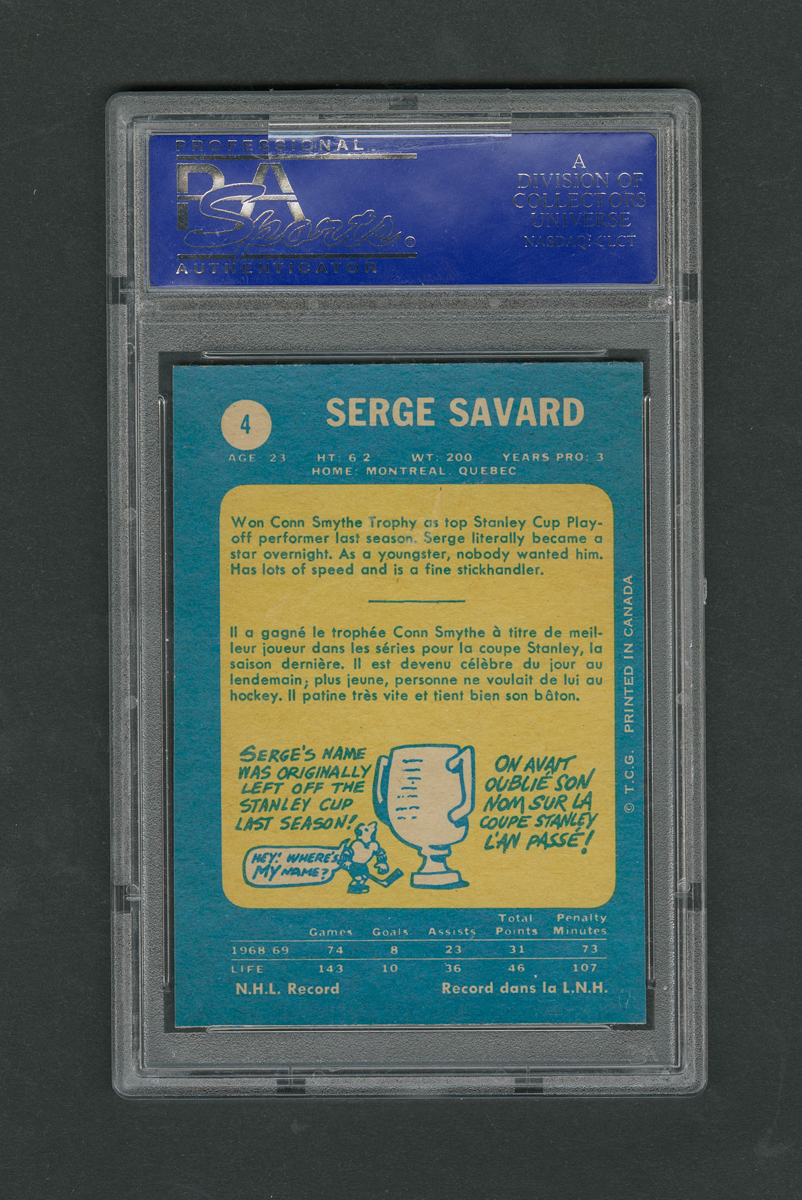 PROFESSIONAL
PSA
Sports®
AUTHENTICATOR
A
DIVISION OF
COLLECTORS
UNIVERSE
NASDAQ: CLCT
4
SERGE SAVARD
AGE 23 HT: 6 2 WT: 200 YEARS PRO: 3
HOME: MONTREAL, QUEBEC
Won Conn Smythe Trophy as top Stanley Cup Play-
off performer last season. Serge literally became a
star overnight. As a youngster, nobody wanted him.
Has lots of speed and is a fine stickhandler.
Il a gagné le trophée Conn Smythe à titre de meil-
leur joueur dans les séries pour la coupe Stanley, la
saison dernière. Il est devenu célèbre du jour au
lendemain; plus jeune, personne ne voulait de lui au
hockey. Il patine très vite et tient bien son bâton.
SERGE'S NAME
WAS ORIGINALLY
LEFT OFF THE
STANLEY CUP
LAST SEASON!
HEY! WHERE'S
MY NAME?
ON AVAIT
OUBLIÉ SON
NOM SUR LA
COUPE STANLEY
L'AN PASSÉ!
© T.C.G. PRINTED IN CANADA
Games Goals Assists Total Points Penalty Minutes
1968 69 74 8 23 31 73
LIFE 143 10 36 46 107
N.H.L. Record Record dans la L.N.H.